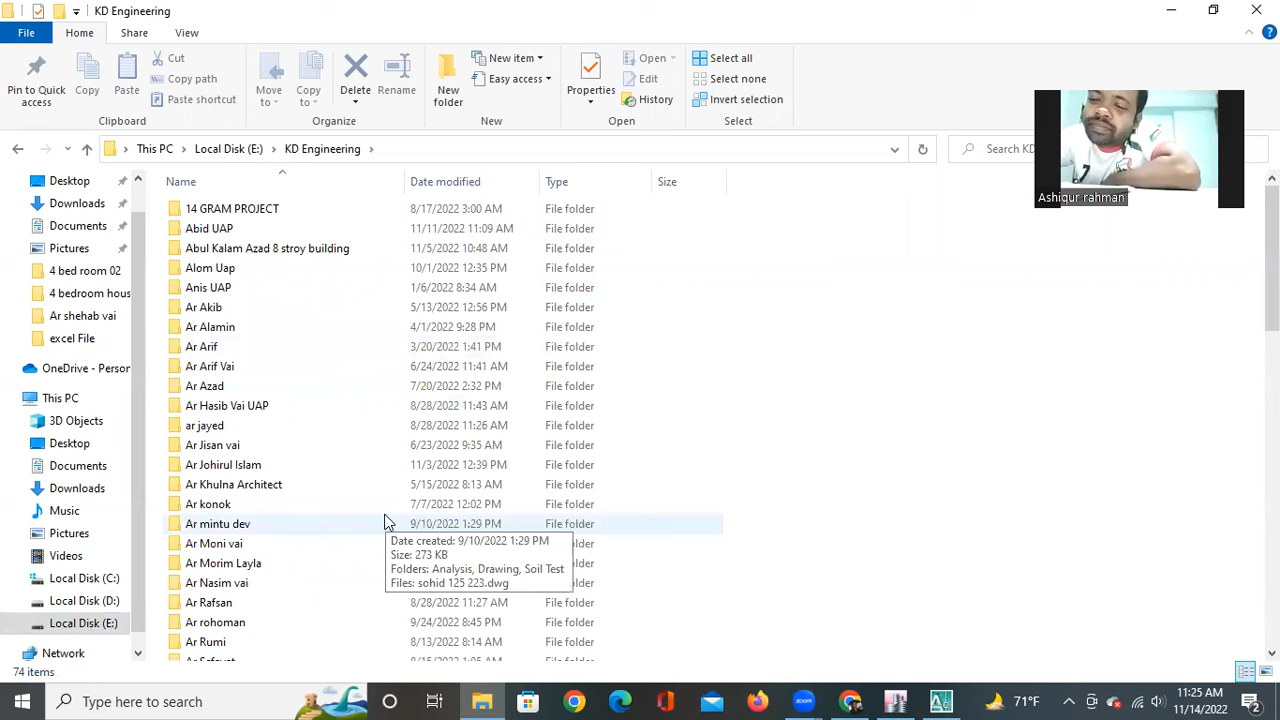 KD Engineering
File Home Share View
Pin to Quick access
Copy
Paste
Cut
Copy path
Paste shortcut
Clipboard
Move to
Copy to
Delete
Rename
Organize
New folder
New item
Easy access
New
Properties
Open
Edit
History
Open
Select all
Select none
Invert selection
Select
This PC > Local Disk (E:) > KD Engineering >
Search KD
Ashiqur rahman
Desktop
Downloads
Documents
Pictures
4 bed room 02
4 bedroom hous
Ar shehab vai
excel File
OneDrive - Person
This PC
3D Objects
Desktop
Documents
Downloads
Music
Pictures
Videos
Local Disk (C:)
Local Disk (D:)
Local Disk (E:)
Network
Name Date modified Type Size
14 GRAM PROJECT 8/17/2022 3:00 AM File folder
Abid UAP 11/11/2022 11:09 AM File folder
Abul Kalam Azad 8 stroy building 11/5/2022 10:48 AM File folder
Alom Uap 10/1/2022 12:35 PM File folder
Anis UAP 1/6/2022 8:34 AM File folder
Ar Akib 5/13/2022 12:56 PM File folder
Ar Alamin 4/1/2022 9:28 PM File folder
Ar Arif 3/20/2022 1:41 PM File folder
Ar Arif Vai 6/24/2022 11:41 AM File folder
Ar Azad 7/20/2022 2:32 PM File folder
Ar Hasib Vai UAP 8/28/2022 11:43 AM File folder
ar jayed 8/28/2022 11:26 AM File folder
Ar Jisan vai 6/23/2022 9:35 AM File folder
Ar Johirul Islam 11/3/2022 12:39 PM File folder
Ar Khulna Architect 5/15/2022 8:13 AM File folder
Ar konok 7/7/2022 12:02 PM File folder
Ar mintu dev 9/10/2022 1:29 PM File folder
Ar Moni vai
Ar Morim Layla
Ar Nasim vai
Ar Rafsan 8/28/2022 11:27 AM File folder
Ar rohoman 9/24/2022 8:45 PM File folder
Ar Rumi 8/13/2022 8:14 AM File folder
Date created: 9/10/2022 1:29 PM
Size: 273 KB
Folders: Analysis, Drawing, Soil Test
Files: sohid 125 223.dwg
74 items
Type here to search
71°F
11:25 AM
11/14/2022
2